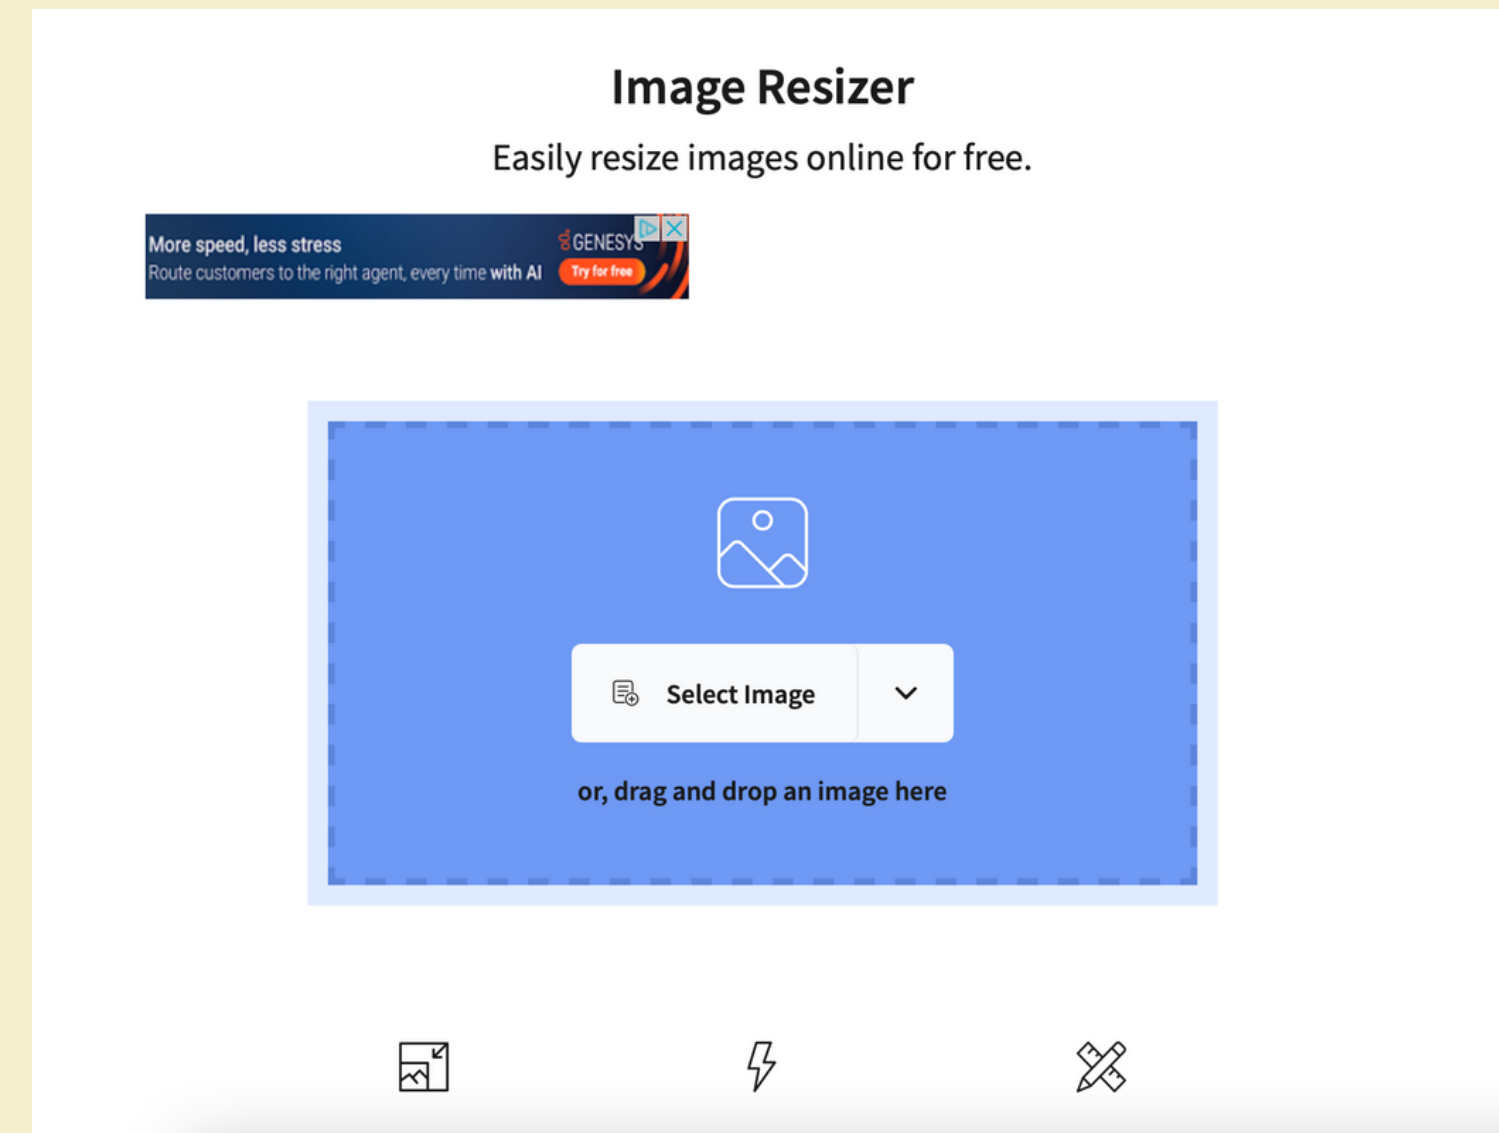 Image Resizer
Easily resize images online for free.
More speed, less stress
Route customers to the right agent, every time with AI
GENESYS
Try for free
Select Image
or, drag and drop an image here